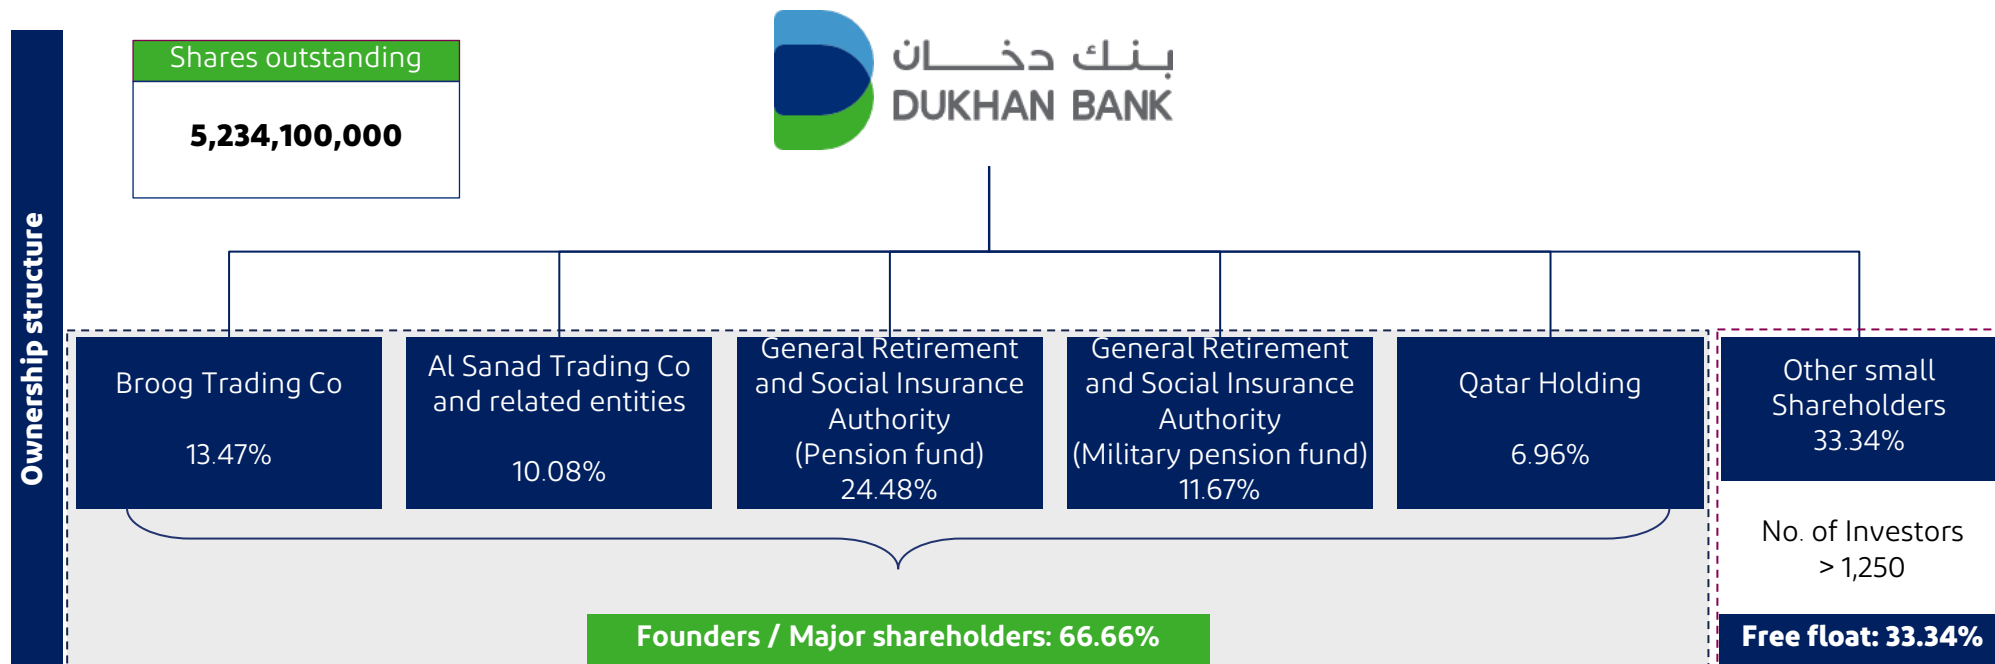 Ownership structure
Shares outstanding
5,234,100,000
بنك دخان
DUKHAN BANK
Broog Trading Co
13.47%
Al Sanad Trading Co
and related entities
10.08%
General Retirement
and Social Insurance
Authority
(Pension fund)
24.48%
General Retirement
and Social Insurance
Authority
(Military pension fund)
11.67%
Qatar Holding
6.96%
Other small
Shareholders
33.34%
No. of Investors
> 1,250
Founders / Major shareholders: 66.66%
Free float: 33.34%